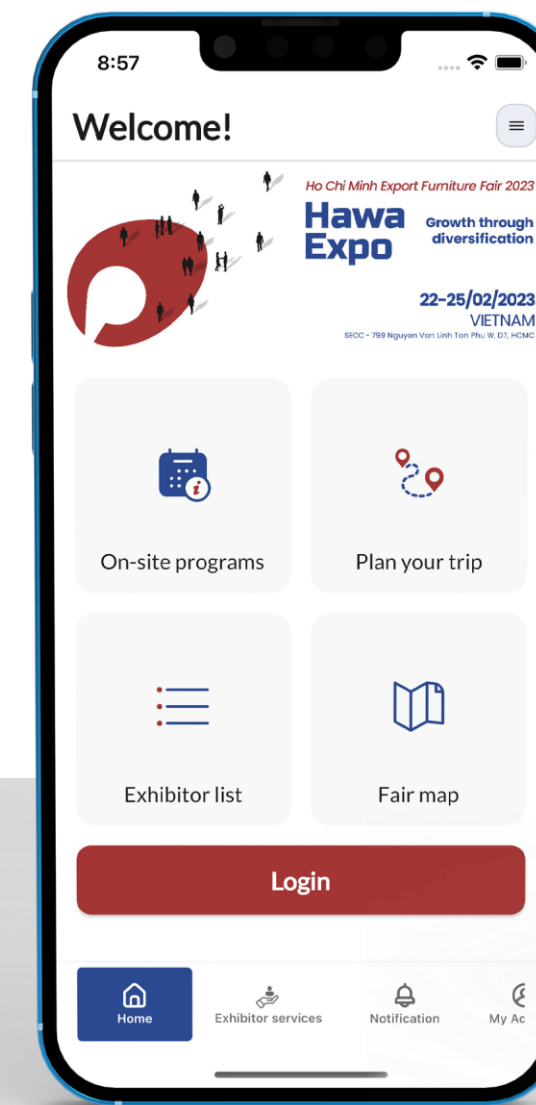 8:57
Welcome!
Ho Chi Minh Export Furniture Fair 2023
Hawa Expo
Growth through
diversification
22-25/02/2023
VIETNAM
SECC - 799 Nguyen Van Linh Tan Phu W. D7, HCMC
On-site programs
Plan your trip
Exhibitor list
Fair map
Login
Home
Exhibitor services
Notification
My Ac